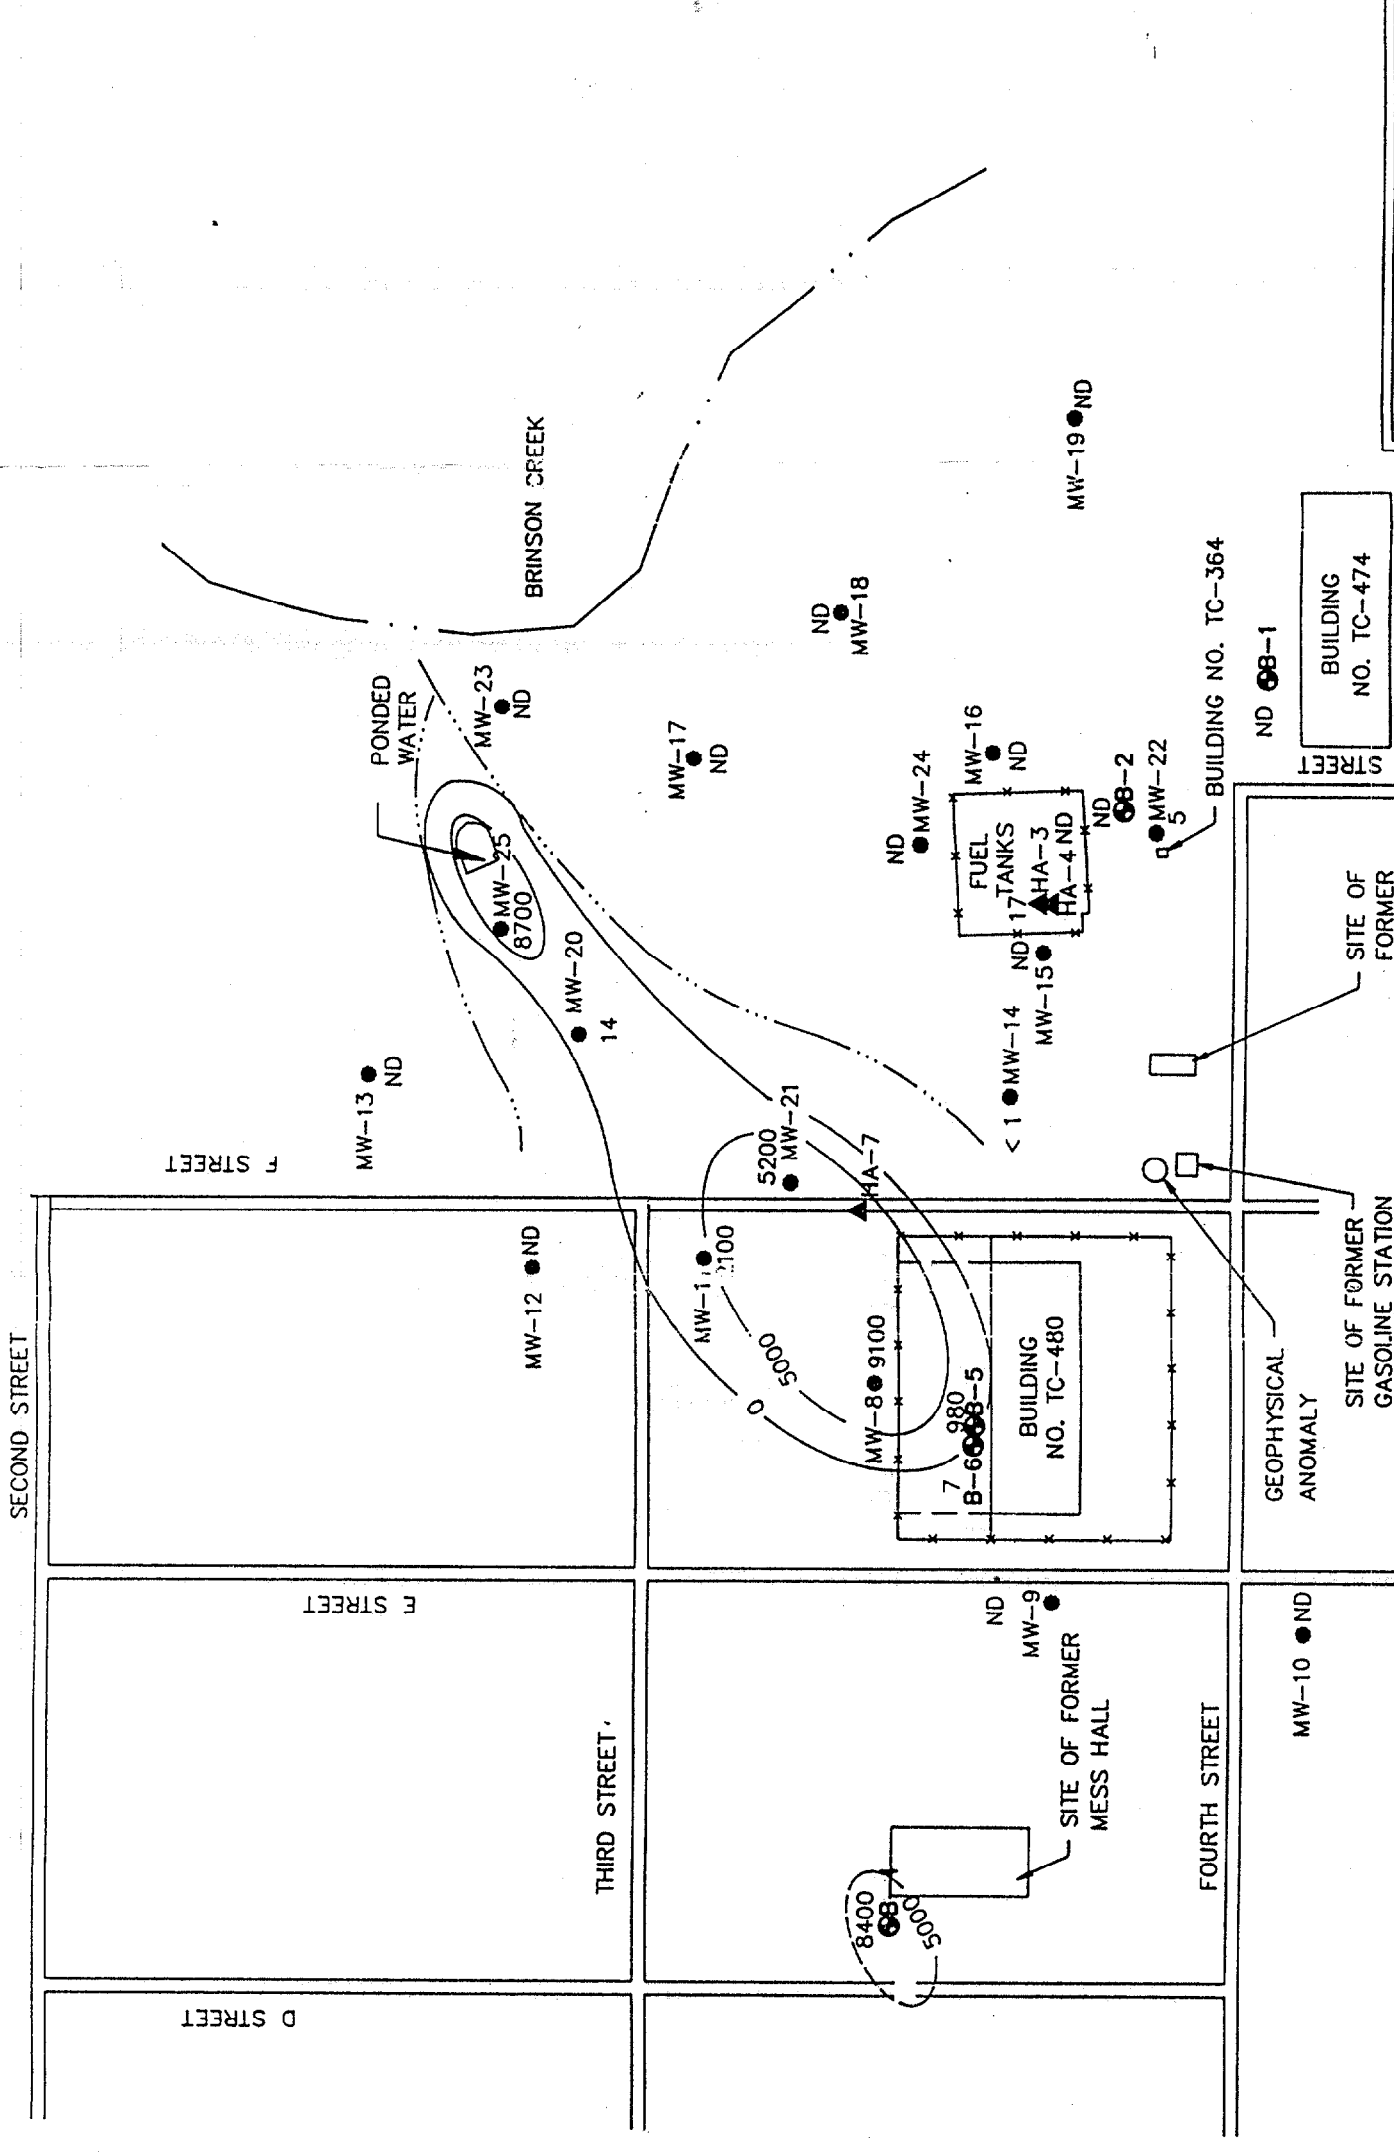 SECOND STREET
D STREET
E STREET
F STREET
THIRD STREET
FOURTH STREET
STREET
PONDED
WATER
BRINSON CREEK
MW-13
ND
MW-12
ND
MW-23
ND
MW-25
8700
MW-20
14
MW-17
ND
ND
MW-18
MW-19
ND
5200
MW-21
2100
0
5000
HA-7
MW-8
9100
980
7
B-6
B-5
BUILDING
NO. TC-480
ND
MW-24
MW-16
ND
FUEL
TANKS
17
HA-3
HA-4
ND
ND
MW-15
< 1
MW-14
ND
B-2
MW-22
5
BUILDING NO. TC-364
ND
B-1
BUILDING
NO. TC-474
SITE OF
FORMER
SITE OF FORMER
GASOLINE STATION
GEOPHYSICAL
ANOMALY
ND
MW-9
MW-10
ND
SITE OF FORMER
MESS HALL
8400
5000